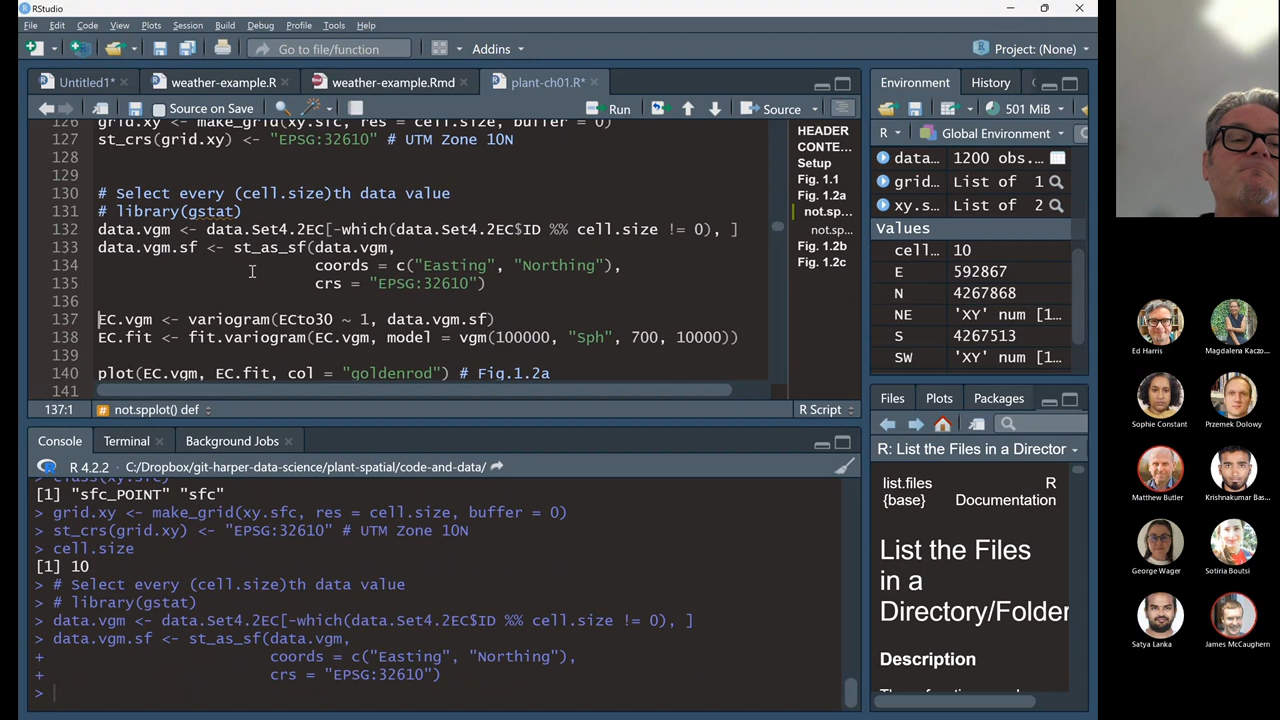 RStudio
File Edit Code View Plots Session Build Debug Profile Tools Help
Go to file/function Addins Project: (None)
Untitled1* weather-example.R weather-example.Rmd plant-ch01.R*
Source on Save Run Source
126 grid.xy <- make_grid(xy.sfc, res = cell.size, buffer = 0)
127 st_crs(grid.xy) <- "EPSG:32610" # UTM Zone 10N
128
129
130 # Select every (cell.size)th data value
131 # library(gstat)
132 data.vgm <- data.Set4.2EC[-which(data.Set4.2EC$ID %% cell.size != 0), ]
133 data.vgm.sf <- st_as_sf(data.vgm,
134 coords = c("Easting", "Northing"),
135 crs = "EPSG:32610")
136
137 EC.vgm <- variogram(ECto30 ~ 1, data.vgm.sf)
138 EC.fit <- fit.variogram(EC.vgm, model = vgm(100000, "Sph", 700, 10000))
139
140 plot(EC.vgm, EC.fit, col = "goldenrod") # Fig.1.2a
141
137:1 # not.spplot() def R Script
HEADER
CONTE...
Setup
Fig. 1.1
Fig. 1.2a
not.sp...
not.sp...
Fig. 1.2b
Fig. 1.2c
Console Terminal Background Jobs
R 4.2.2 · C:/Dropbox/git-harper-data-science/plant-spatial/code-and-data/
[1] "sfc_POINT" "sfc"
> grid.xy <- make_grid(xy.sfc, res = cell.size, buffer = 0)
> st_crs(grid.xy) <- "EPSG:32610" # UTM Zone 10N
> cell.size
[1] 10
> # Select every (cell.size)th data value
> # library(gstat)
> data.vgm <- data.Set4.2EC[-which(data.Set4.2EC$ID %% cell.size != 0), ]
> data.vgm.sf <- st_as_sf(data.vgm,
+ coords = c("Easting", "Northing"),
+ crs = "EPSG:32610")
>
Environment History
501 MiB
R Global Environment
data... 1200 obs....
grid... List of 1
xy.s... List of 2
Values
cell... 10
E 592867
N 4267868
NE 'XY' num [1...
S 4267513
SW 'XY' num [1...
Files Plots Packages
R: List the Files in a Director
list.files {base} R Documentation
List the Files
in a
Directory/Folder
Description
Ed Harris Magdalena Kaczo...
Sophie Constant Przemek Dolowy
Matthew Butler Krishnakumar Bas...
George Wager Sotiria Boutsi
Satya Lanka James McCaughern